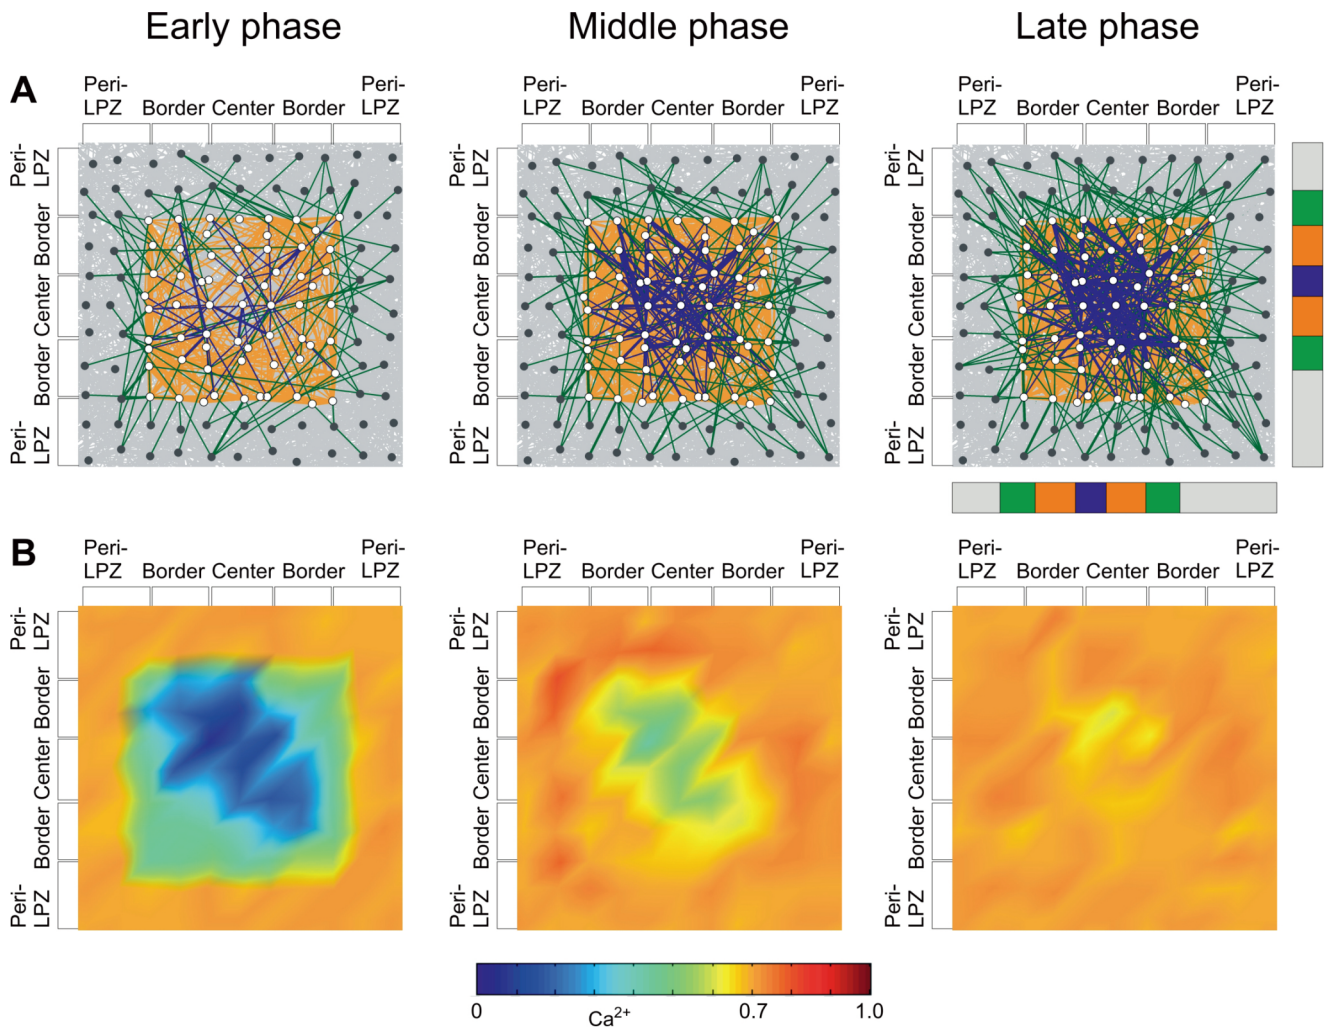 Early phase Middle phase Late phase
A
Peri-
LPZ Border Center Border Peri-
LPZ
Peri-
LPZ Border Center Border Peri-
LPZ
Peri-
LPZ Border Center Border Peri-
LPZ
Peri-
LPZ
Border
Center
Border
Peri-
LPZ
Peri-
LPZ
Border
Center
Border
Peri-
LPZ
Peri-
LPZ
Border
Center
Border
Peri-
LPZ
B
Peri-
LPZ Border Center Border Peri-
LPZ
Peri-
LPZ Border Center Border Peri-
LPZ
Peri-
LPZ Border Center Border Peri-
LPZ
Peri-
LPZ
Border
Center
Border
Peri-
LPZ
Peri-
LPZ
Border
Center
Border
Peri-
LPZ
Peri-
LPZ
Border
Center
Border
Peri-
LPZ
0 0.7 1.0
Ca²⁺